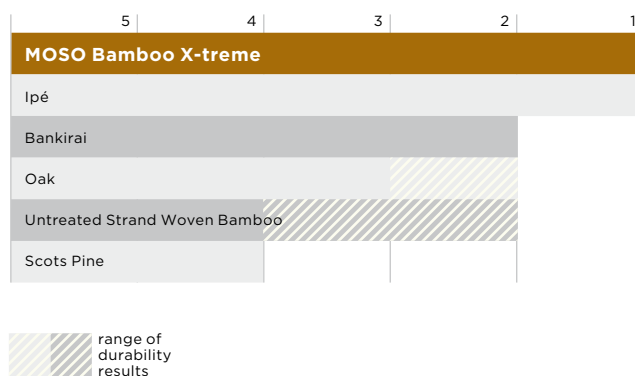 5 4 3 2 1
MOSO Bamboo X-treme
Ipé
Bankirai
Oak
Untreated Strand Woven Bamboo
Scots Pine
range of
durability
results